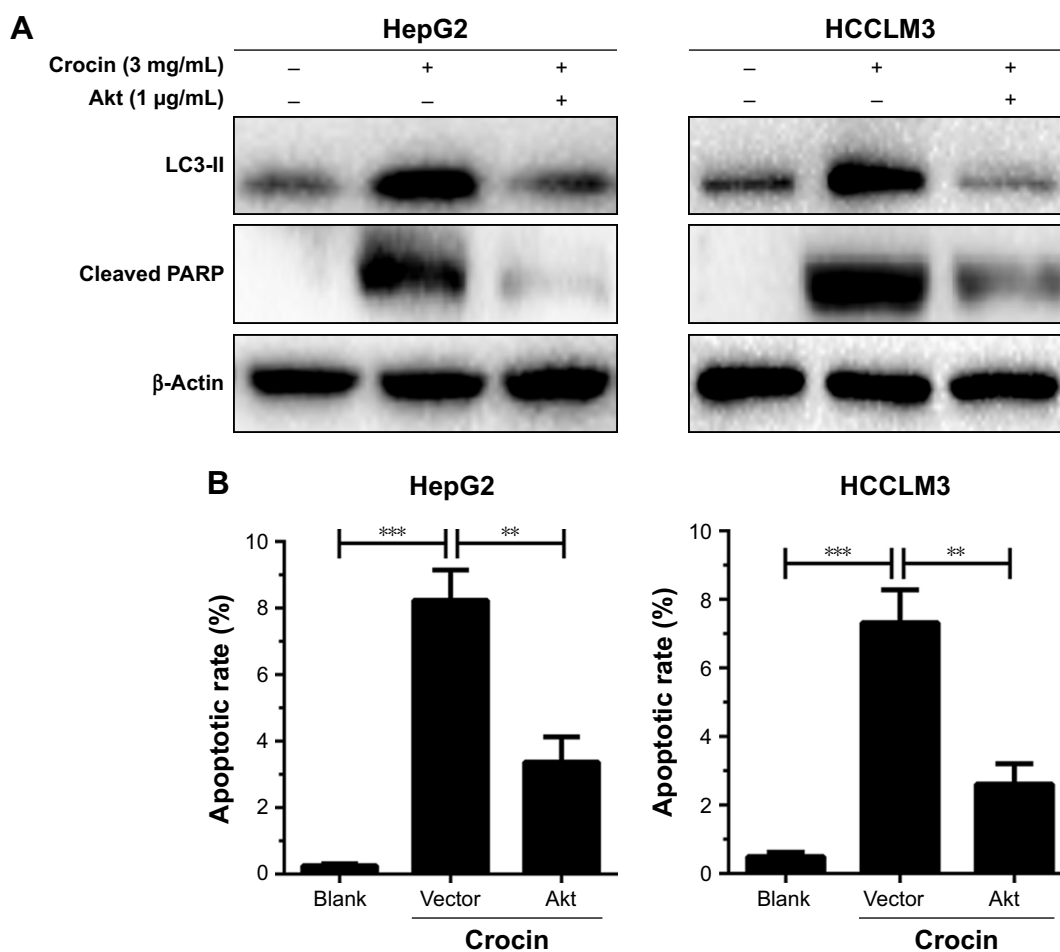 A
HepG2 HCCLM3
Crocin (3 mg/mL) – + + – + +
Akt (1 µg/mL) – – + – – +
LC3-II
Cleaved PARP
β-Actin
B
HepG2
*** **
Apoptotic rate (%)
10
8
6
4
2
0
Blank Vector Akt
Crocin
HCCLM3
*** **
Apoptotic rate (%)
10
8
6
4
2
0
Blank Vector Akt
Crocin